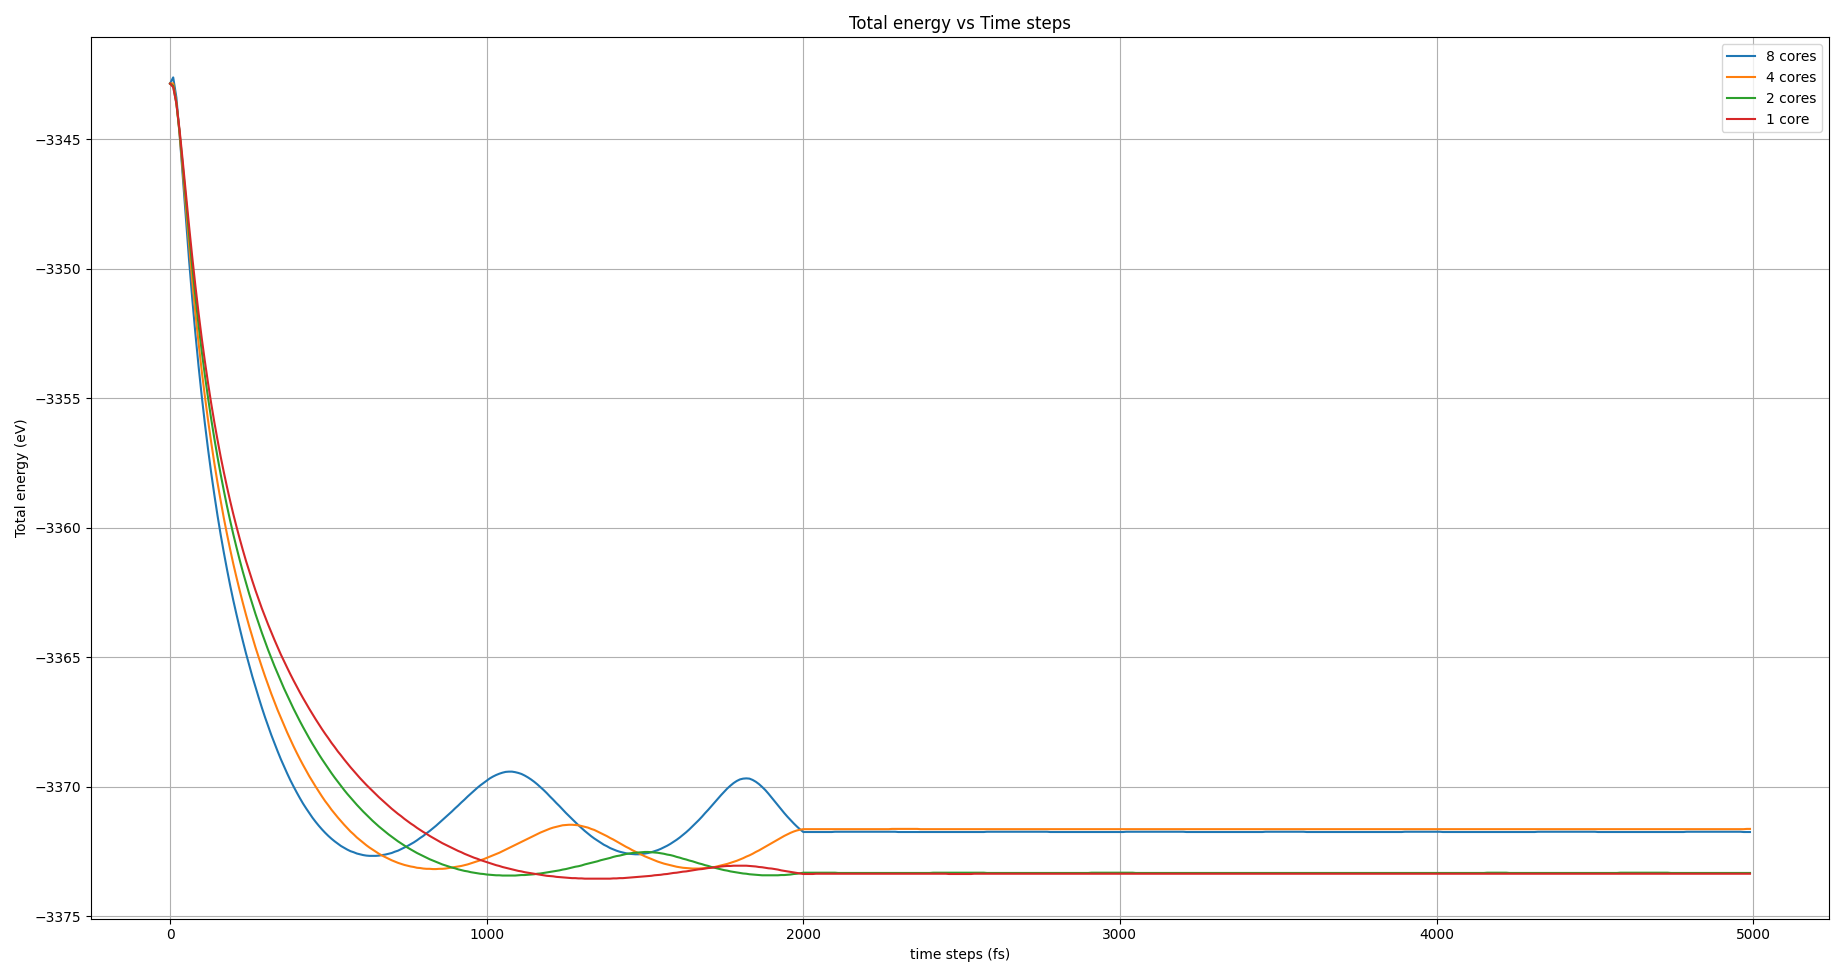 Total energy vs Time steps
8 cores
4 cores
2 cores
1 core
Total energy (eV)
−3345
−3350
−3355
−3360
−3365
−3370
−3375
0 1000 2000 3000 4000 5000
time steps (fs)